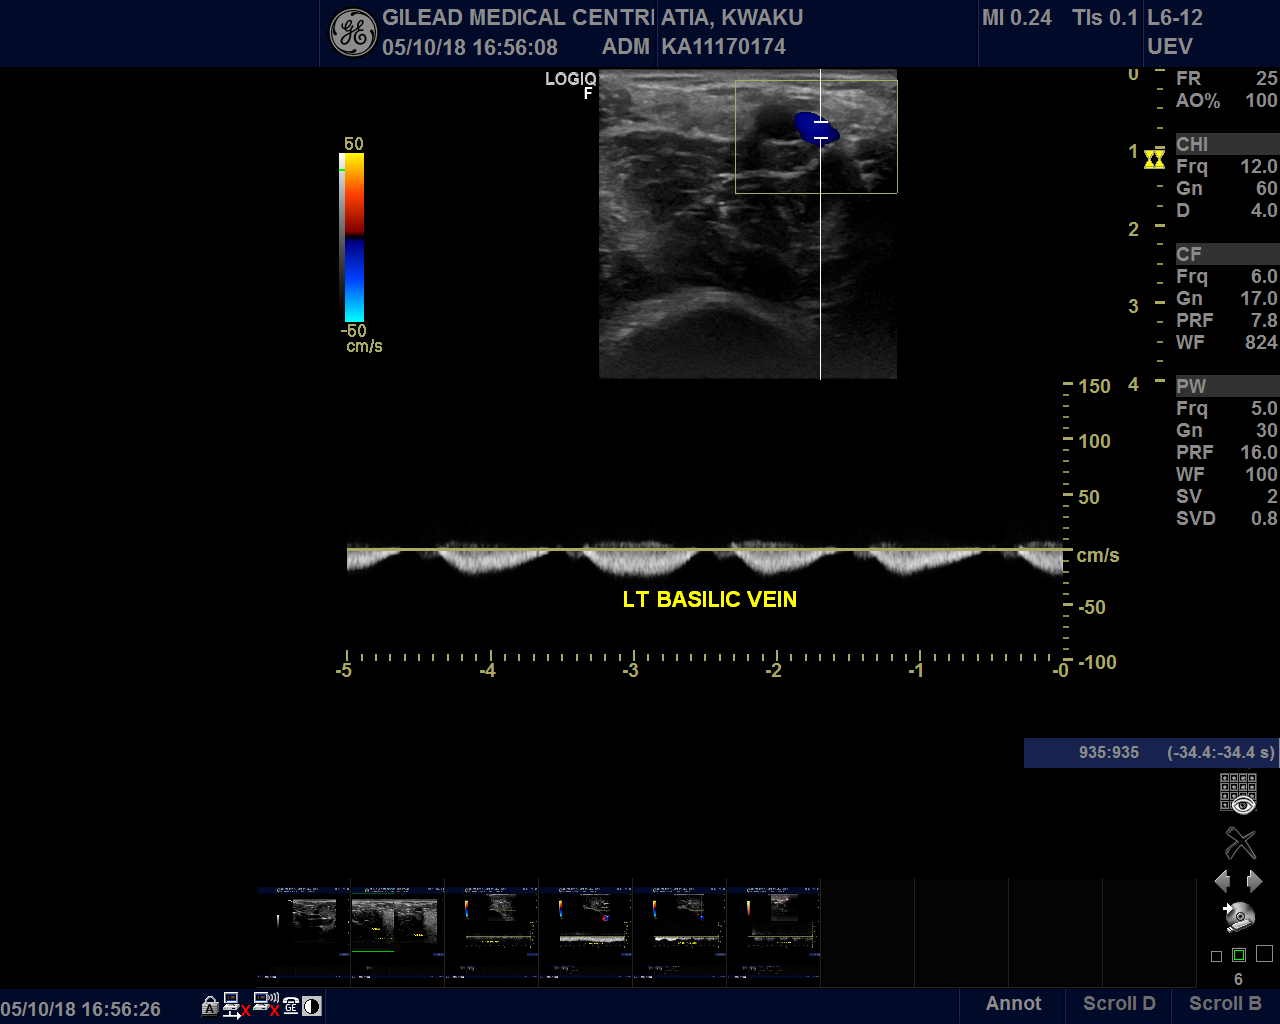 GILEAD MEDICAL CENTRI
05/10/18 16:56:08 ADM
ATIA, KWAKU
KA11170174
MI 0.24 TIs 0.1
L6-12
UEV
LOGIQ
F
50
-50
cm/s
0
1
2
3
4
FR 25
AO% 100
CHI
Frq 12.0
Gn 60
D 4.0
CF
Frq 6.0
Gn 17.0
PRF 7.8
WF 824
PW
Frq 5.0
Gn 30
PRF 16.0
WF 100
SV 2
SVD 0.8
150
100
50
cm/s
-50
-100
LT BASILIC VEIN
-5 -4 -3 -2 -1 -0
935:935 (-34.4:-34.4 s)
6
05/10/18 16:56:26
Annot
Scroll D
Scroll B